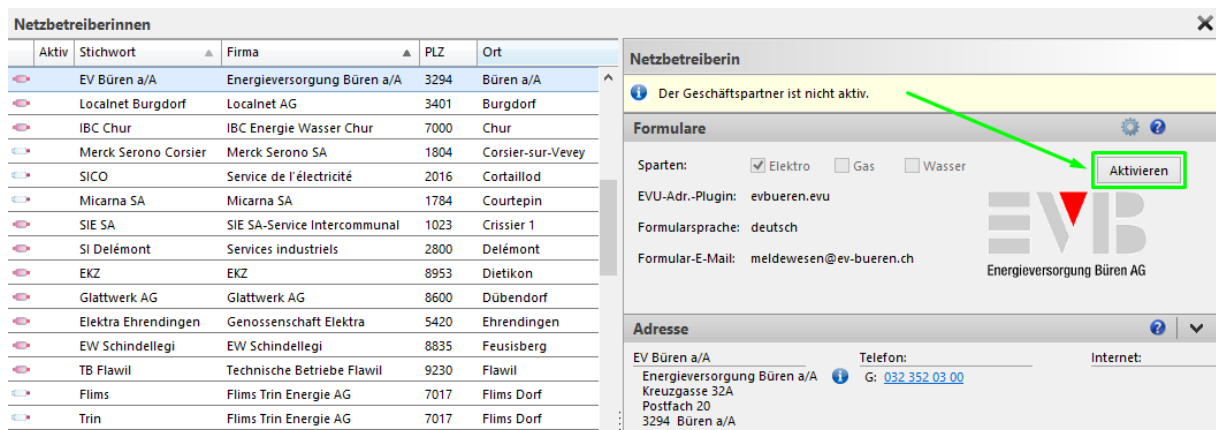 Netzbetreiberinnen
Aktiv Stichwort Firma PLZ Ort
EV Büren a/A Energieversorgung Büren a/A 3294 Büren a/A
Localnet Burgdorf Localnet AG 3401 Burgdorf
IBC Chur IBC Energie Wasser Chur 7000 Chur
Merck Serono Corsier Merck Serono SA 1804 Corsier-sur-Vevey
SICO Service de l'électricité 2016 Cortaillod
Micarna SA Micarna SA 1784 Courtepin
SIE SA SIE SA-Service Intercommunal 1023 Crissier 1
SI Delémont Services industriels 2800 Delémont
EKZ EKZ 8953 Dietikon
Glattwerk AG Glattwerk AG 8600 Dübendorf
Elektra Ehrendingen Genossenschaft Elektra 5420 Ehrendingen
EW Schindellegi EW Schindellegi 8835 Feusisberg
TB Flawil Technische Betriebe Flawil 9230 Flawil
Flims Flims Trin Energie AG 7017 Flims Dorf
Trin Flims Trin Energie AG 7017 Flims Dorf
Netzbetreiberin
Der Geschäftspartner ist nicht aktiv.
Formulare
Sparten: Elektro Gas Wasser
Aktivieren
EVU-Adr.-Plugin: evbueren.evu
Formularsprache: deutsch
Formular-E-Mail: meldewesen@ev-bueren.ch
EVB
Energieversorgung Büren AG
Adresse
EV Büren a/A Telefon: Internet:
Energieversorgung Büren a/A G: 032 352 03 00
Kreuzgasse 32A
Postfach 20
3294 Büren a/A